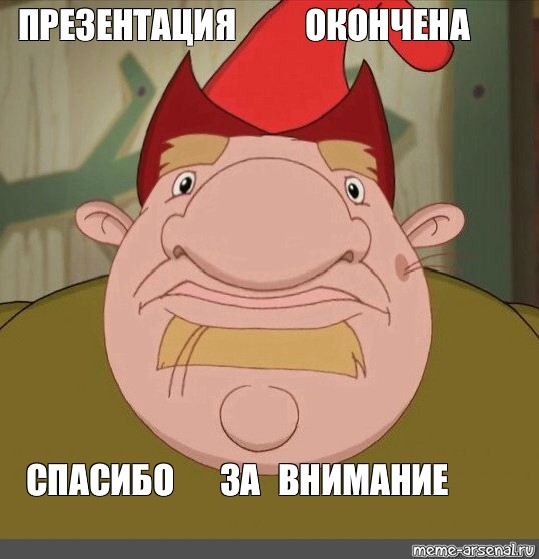 ПРЕЗЕНТАЦИЯ ОКОНЧЕНА
СПАСИБО ЗА ВНИМАНИЕ
meme-arsenal.ru